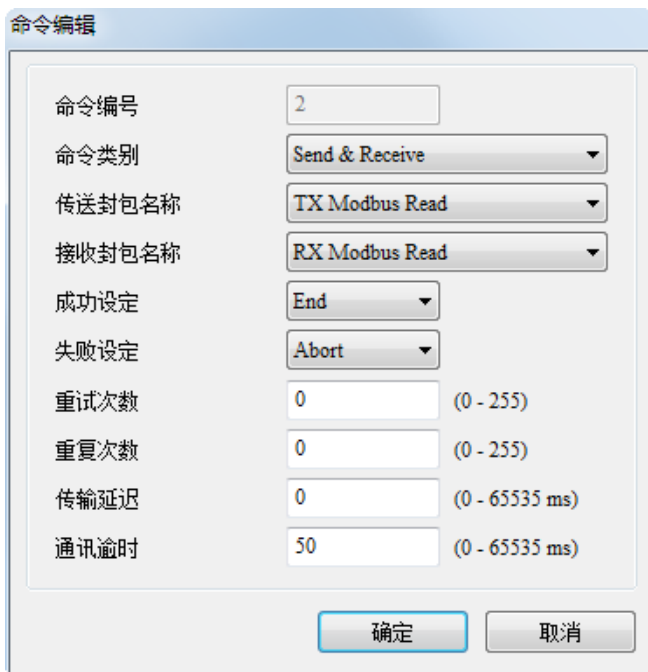 命令编辑
命令编号 2
命令类别 Send & Receive
传送封包名称 TX Modbus Read
接收封包名称 RX Modbus Read
成功设定 End
失败设定 Abort
重试次数 0 (0 - 255)
重复次数 0 (0 - 255)
传输延迟 0 (0 - 65535 ms)
通讯逾时 50 (0 - 65535 ms)
确定 取消